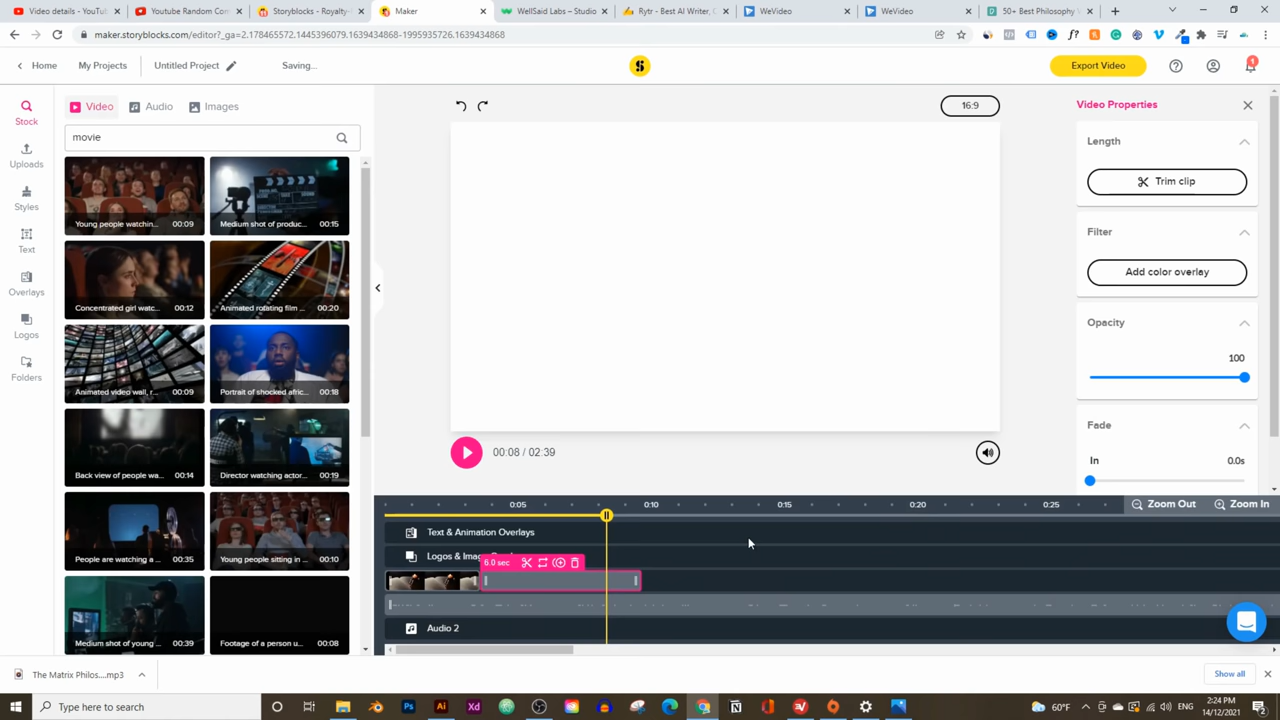 Video details - YouTu
Youtube Random Com
Storyblocks - Royalty-
Maker
WellSaid Labs – Studio
Rytr - Best AI Writer, C
WeVideo
WeVideo
50+ Best Philosophy V
maker.storyblocks.com/editor?_ga=2.178465572.1445396079.1639434868-1995935726.1639434868
Home
My Projects
Untitled Project
Saving...
Export Video
1
Stock
Uploads
Styles
Text
Overlays
Logos
Folders
Video
Audio
Images
movie
Young people watchin... 00:09
Medium shot of produc... 00:15
Concentrated girl watc... 00:12
Animated rotating film ... 00:20
Animated video wall, r... 00:09
Portrait of shocked afric... 00:18
Back view of people wa... 00:14
Director watching actor... 00:19
People are watching a ... 00:35
Young people sitting in ... 00:30
Medium shot of young ... 00:39
Footage of a person u... 00:08
16:9
00:08 / 02:39
Video Properties
Length
Trim clip
Filter
Add color overlay
Opacity
100
Fade
In 0.0s
0:05
0:10
0:15
0:20
0:25
Zoom Out
Zoom In
Text & Animation Overlays
Logos & Ima
6.0 sec
Audio 2
The Matrix Philos....mp3
Show all
Type here to search
Ps
Ai
Xd
60°F
2:24 PM
14/12/2021
2